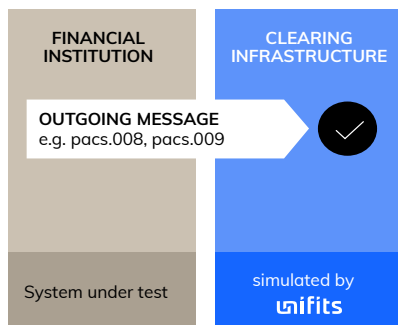 FINANCIAL
INSTITUTION
CLEARING
INFRASTRUCTURE
OUTGOING MESSAGE
e.g. pacs.008, pacs.009
System under test
simulated by
unifits